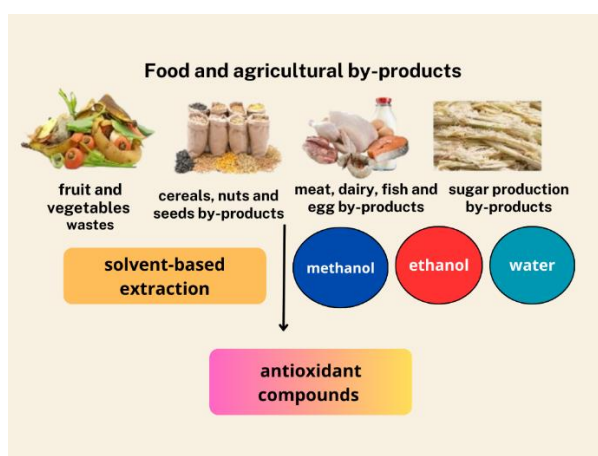 Food and agricultural by-products
fruit and
vegetables
wastes
cereals, nuts and
seeds by-products
meat, dairy, fish and
egg by-products
sugar production
by-products
solvent-based
extraction
methanol
ethanol
water
antioxidant
compounds